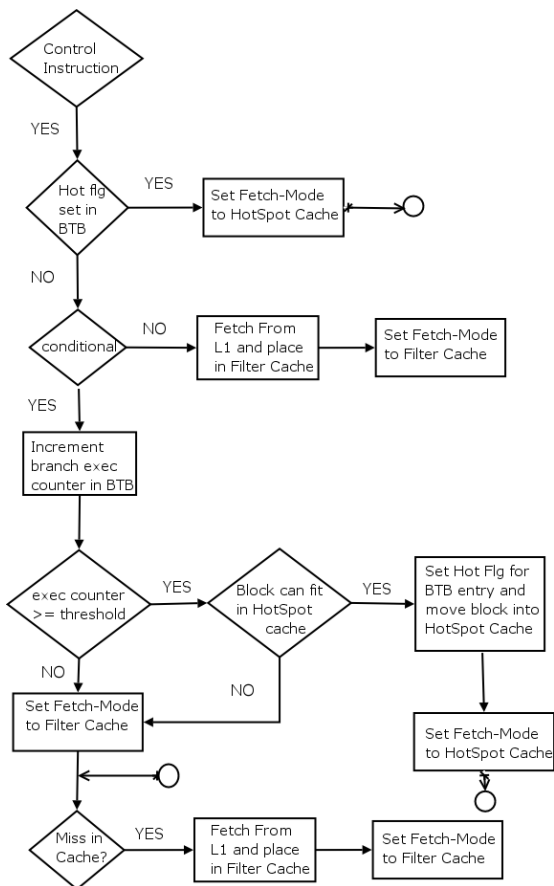 Control
Instruction
YES
Hot flg
set in
BTB
YES
Set Fetch-Mode
to HotSpot Cache
NO
conditional
NO
Fetch From
L1 and place
in Filter Cache
Set Fetch-Mode
to Filter Cache
YES
Increment
branch exec
counter in BTB
exec counter
>= threshold
YES
Block can fit
in HotSpot
cache
YES
Set Hot Flg for
BTB entry and
move block into
HotSpot Cache
NO
NO
Set Fetch-Mode
to Filter Cache
Set Fetch-Mode
to HotSpot Cache
Miss in
Cache?
YES
Fetch From
L1 and place
in Filter Cache
Set Fetch-Mode
to Filter Cache